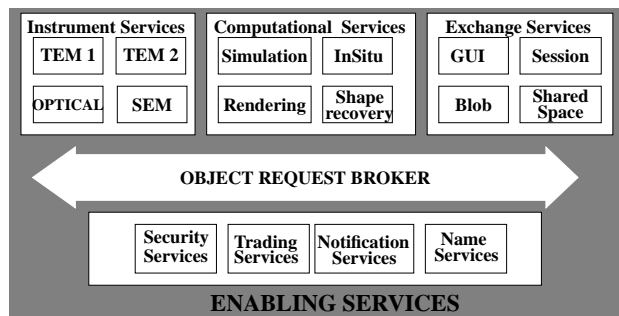 Instrument Services
TEM 1
TEM 2
OPTICAL
SEM
Computational Services
Simulation
InSitu
Rendering
Shape
recovery
Exchange Services
GUI
Session
Blob
Shared
Space
OBJECT REQUEST BROKER
Security
Services
Trading
Services
Notification
Services
Name
Services
ENABLING SERVICES